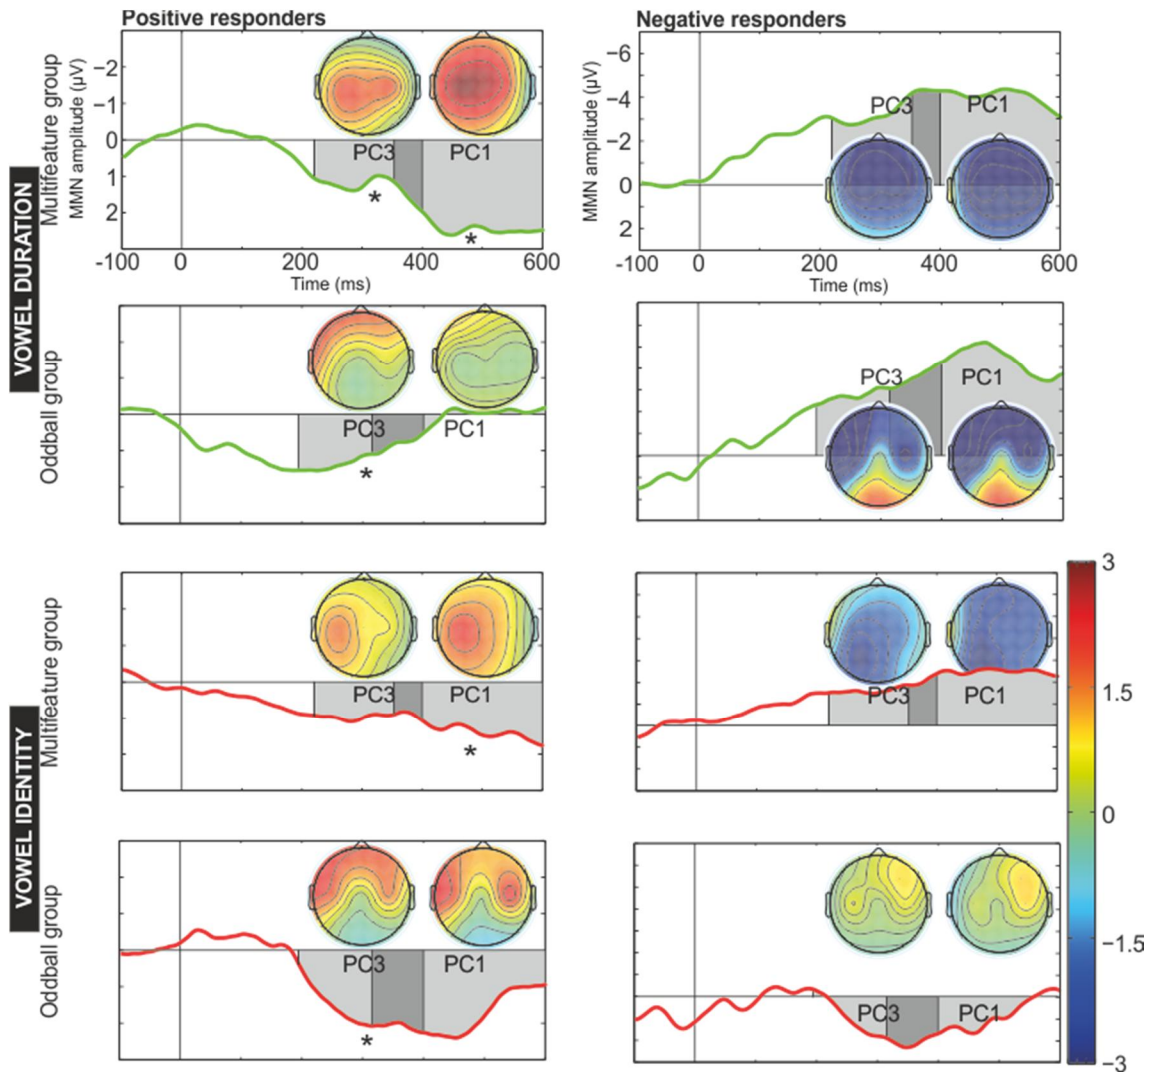 Positive responders
Negative responders
VOWEL DURATION
Multifeature group
MMN amplitude (μV)
−2
−1
0
1
2
PC3
PC1
*
*
-100
0
200
400
600
Time (ms)
MMN amplitude (μV)
−6
−4
−2
0
2
PC3
PC1
-100
0
200
400
600
Time (ms)
Oddball group
PC3
PC1
*
PC3
PC1
VOWEL IDENTITY
Multifeature group
PC3
PC1
*
PC3
PC1
Oddball group
PC3
PC1
*
PC3
PC1
3
1.5
0
−1.5
−3